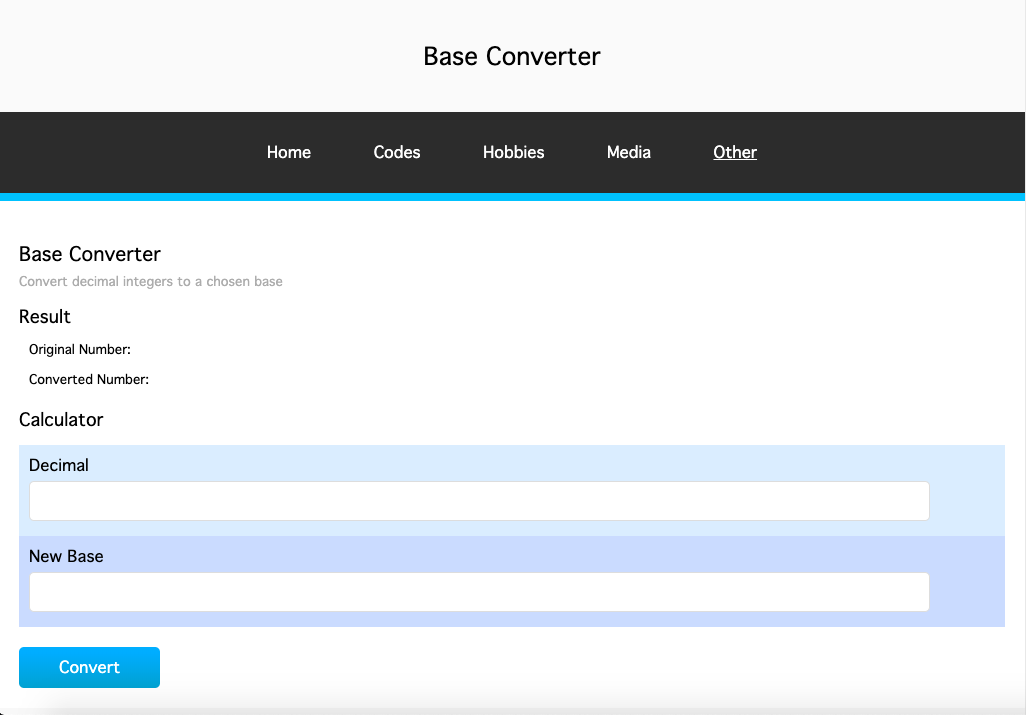 Base Converter
Home Codes Hobbies Media Other
Base Converter
Convert decimal integers to a chosen base
Result
Original Number:
Converted Number:
Calculator
Decimal
New Base
Convert